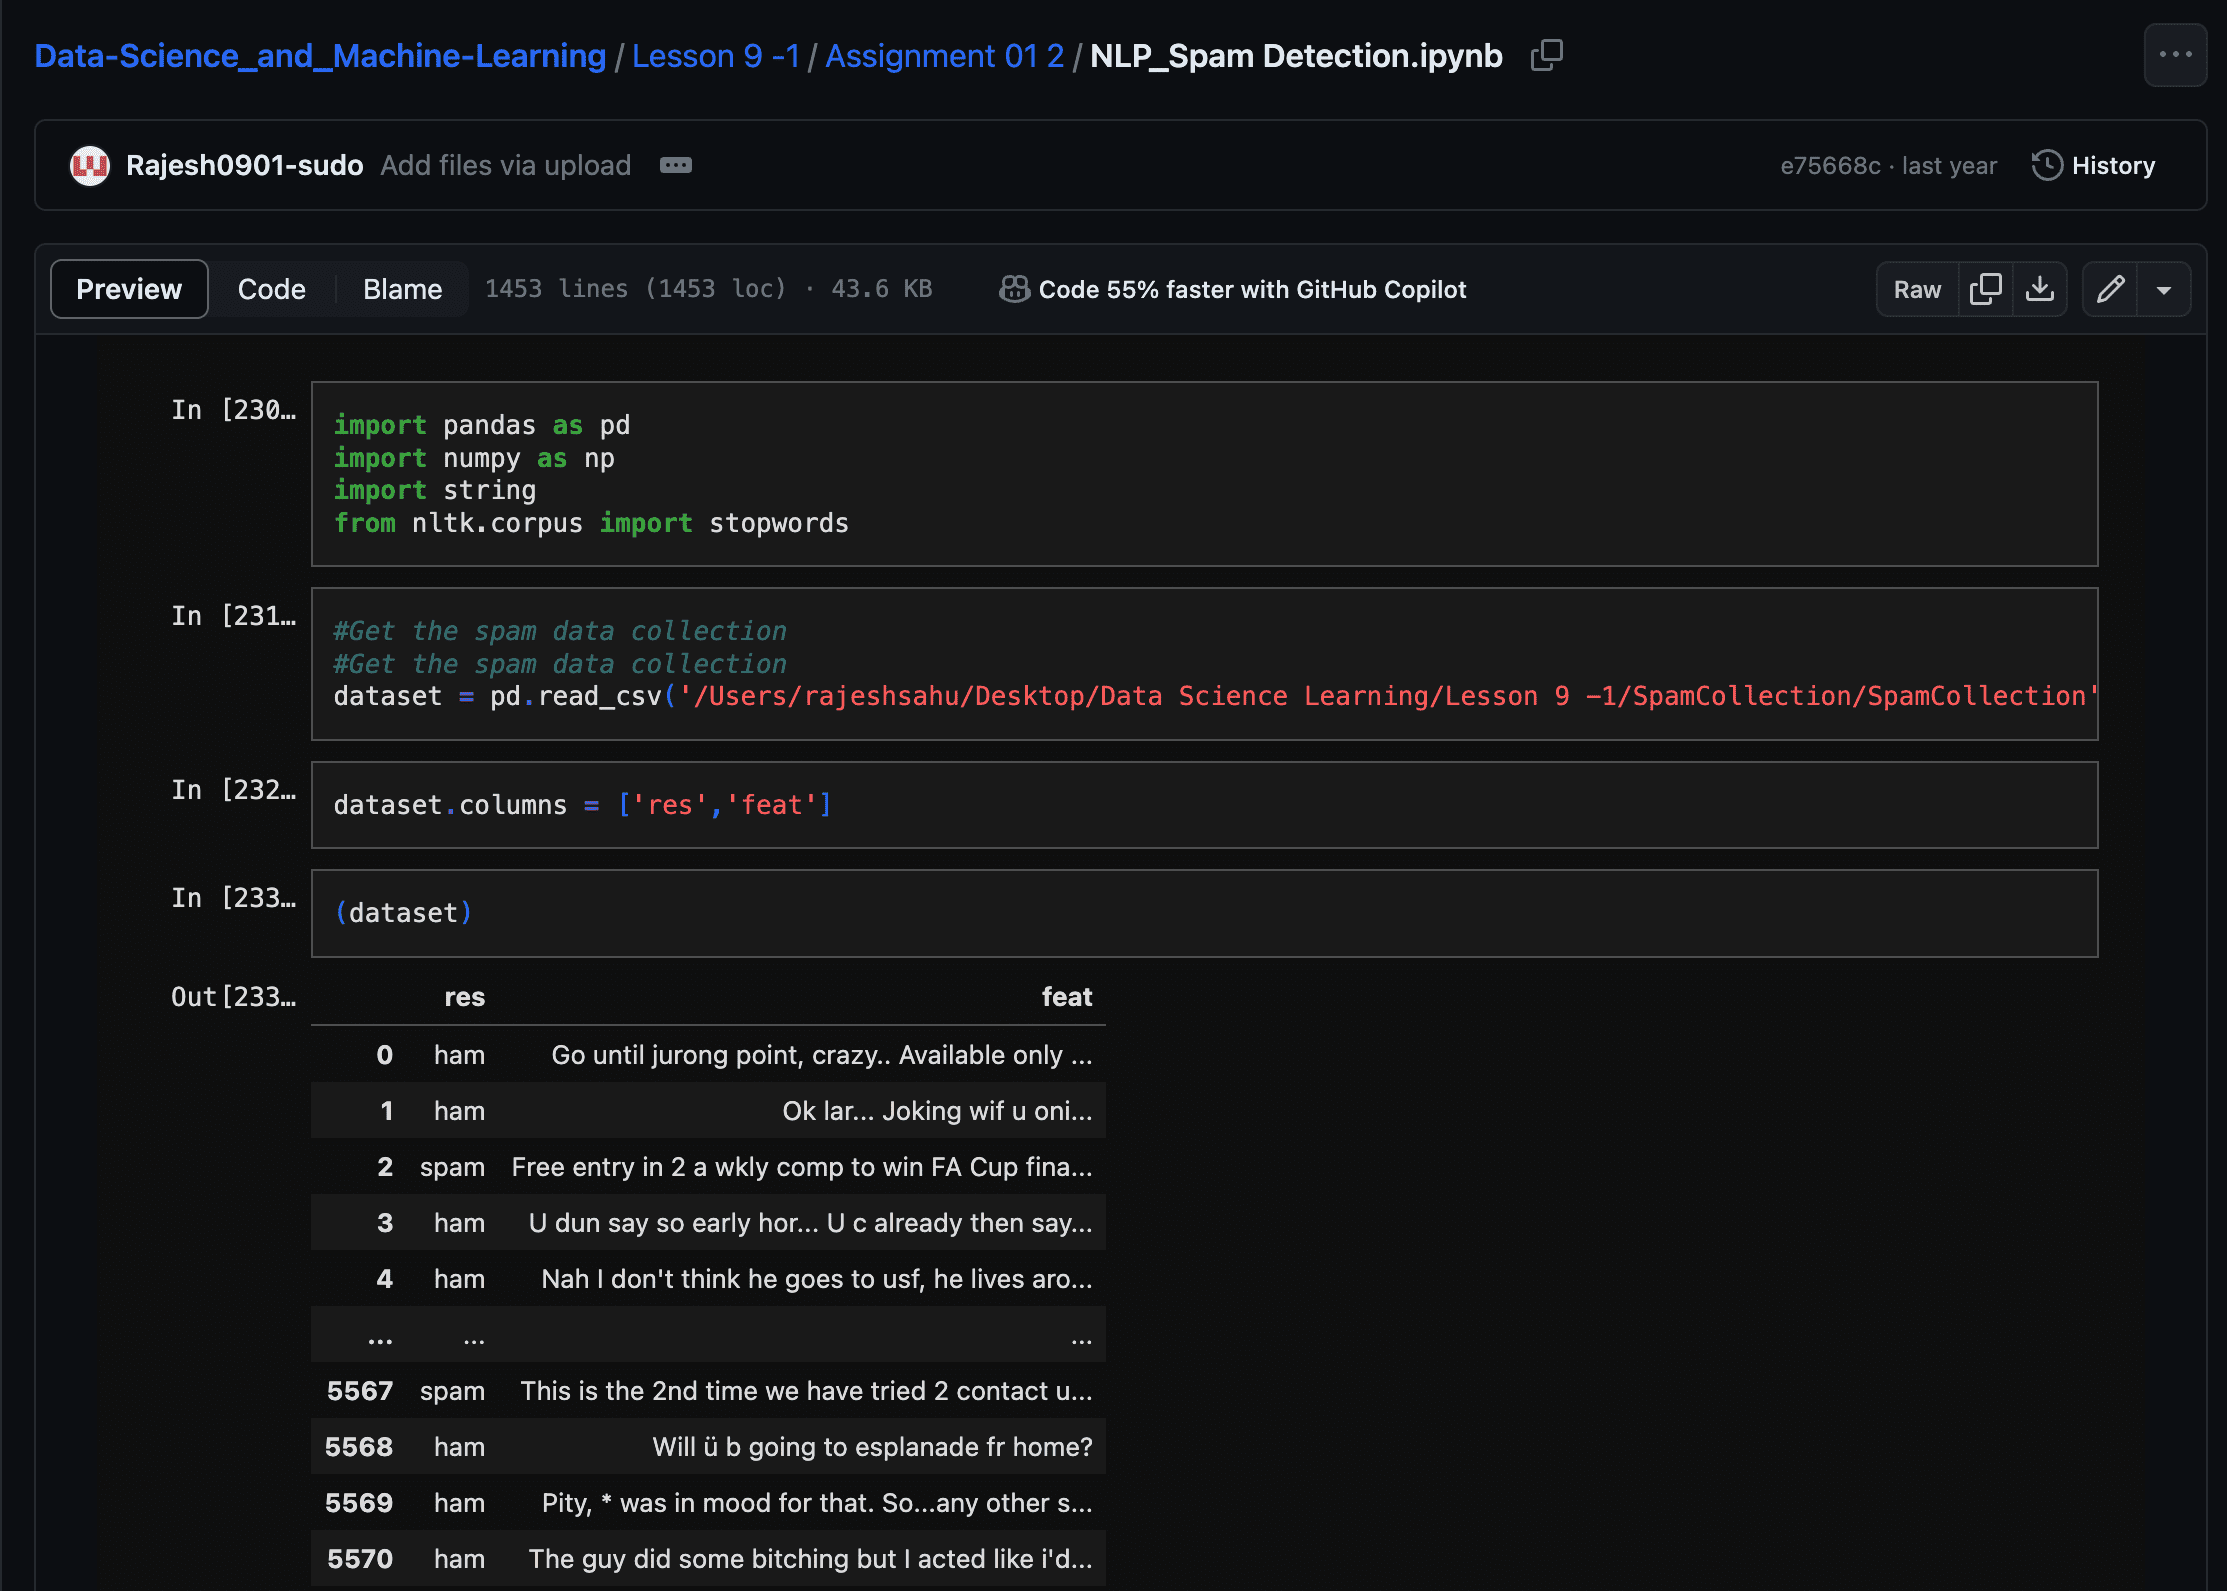 Data-Science_and_Machine-Learning / Lesson 9 -1 / Assignment 01 2 / NLP_Spam Detection.ipynb
Rajesh0901-sudo Add files via upload e75668c · last year History
Preview Code Blame 1453 lines (1453 loc) · 43.6 KB Code 55% faster with GitHub Copilot Raw
In [230…
import pandas as pd
import numpy as np
import string
from nltk.corpus import stopwords
In [231…
#Get the spam data collection
#Get the spam data collection
dataset = pd.read_csv('/Users/rajeshsahu/Desktop/Data Science Learning/Lesson 9 -1/SpamCollection/SpamCollection'
In [232…
dataset.columns = ['res','feat']
In [233…
(dataset)
Out[233…
res feat
0 ham Go until jurong point, crazy.. Available only ...
1 ham Ok lar... Joking wif u oni...
2 spam Free entry in 2 a wkly comp to win FA Cup fina...
3 ham U dun say so early hor... U c already then say...
4 ham Nah I don't think he goes to usf, he lives aro...
... ... ...
5567 spam This is the 2nd time we have tried 2 contact u...
5568 ham Will ü b going to esplanade fr home?
5569 ham Pity, * was in mood for that. So...any other s...
5570 ham The guy did some bitching but I acted like i'd...